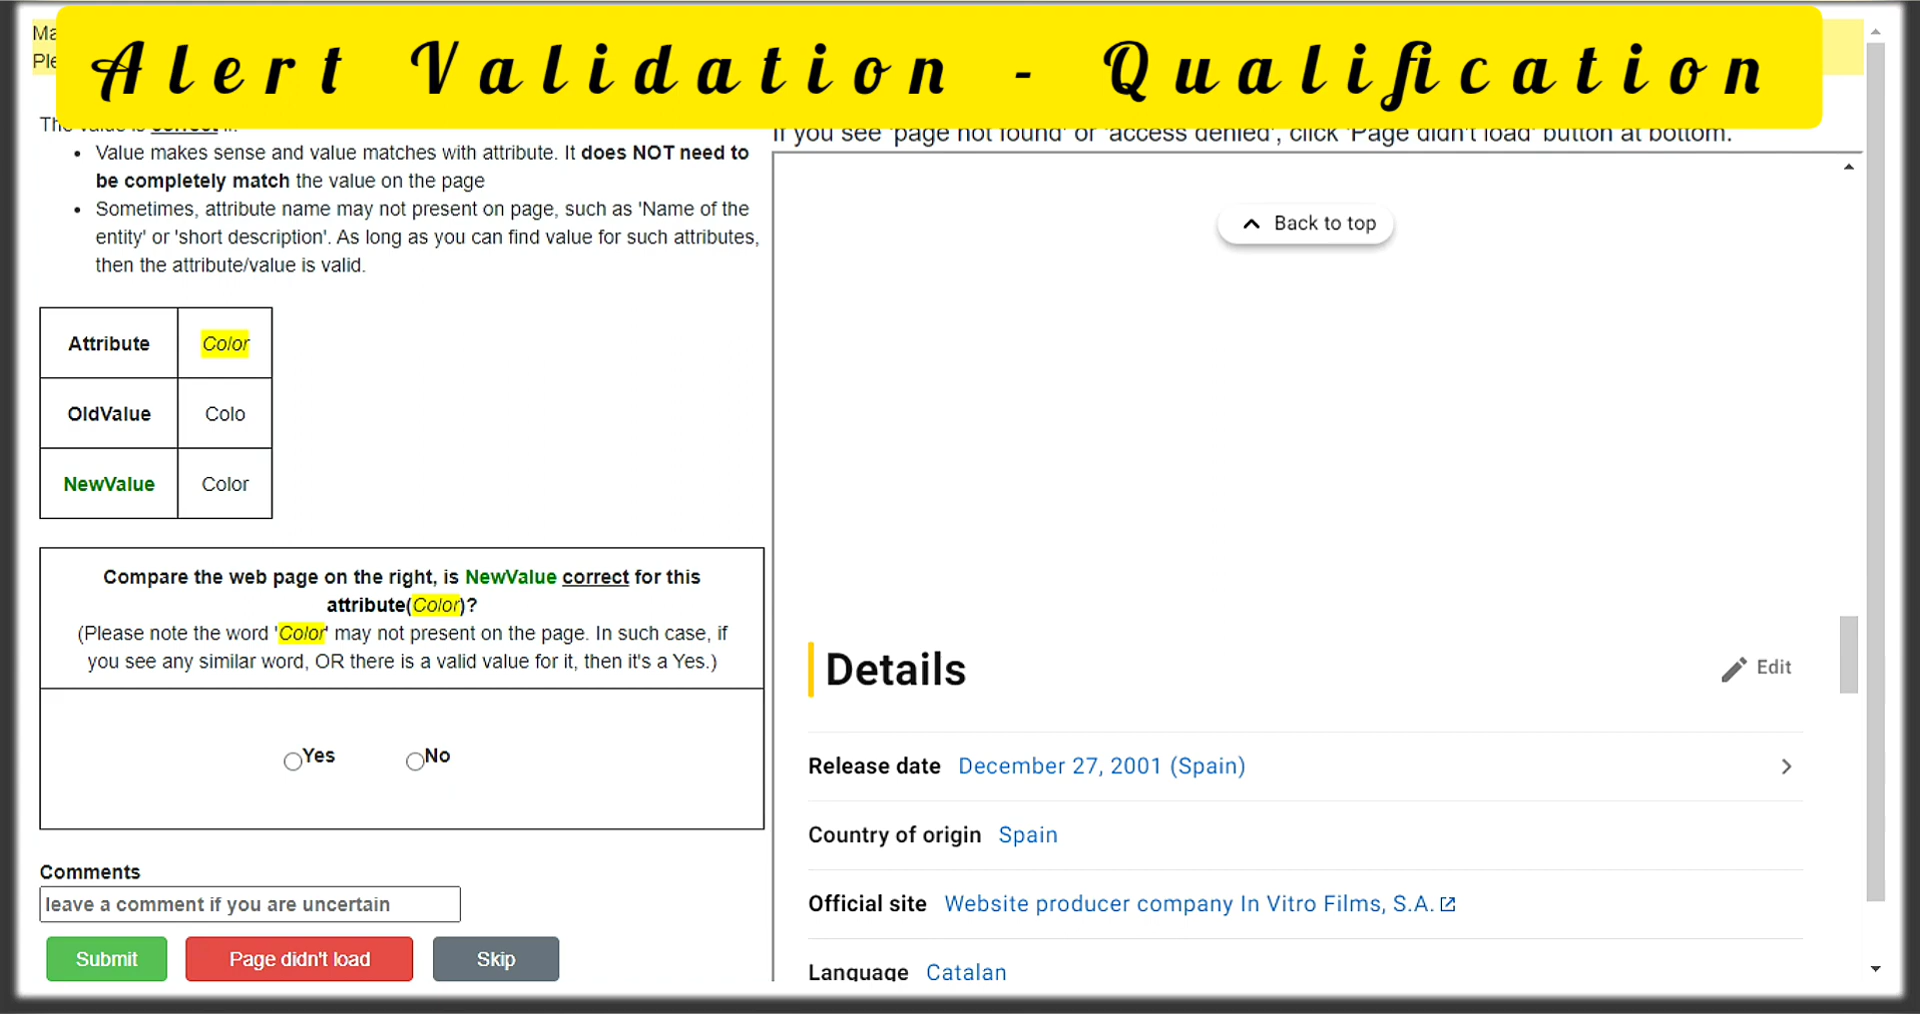 Alert Validation - Qualification
Ma
Ple
The value is correct if:
If you see 'page not found' or 'access denied', click 'Page didn't load' button at bottom.
• Value makes sense and value matches with attribute. It does NOT need to
be completely match the value on the page
• Sometimes, attribute name may not present on page, such as 'Name of the
entity' or 'short description'. As long as you can find value for such attributes,
then the attribute/value is valid.
Attribute Color
OldValue Colo
NewValue Color
Compare the web page on the right, is NewValue correct for this
attribute(Color)?
(Please note the word 'Color' may not present on the page. In such case, if
you see any similar word, OR there is a valid value for it, then it's a Yes.)
Yes No
Comments
leave a comment if you are uncertain
Submit Page didn't load Skip
Back to top
Details
Edit
Release date December 27, 2001 (Spain)
Country of origin Spain
Official site Website producer company In Vitro Films, S.A.
Language Catalan